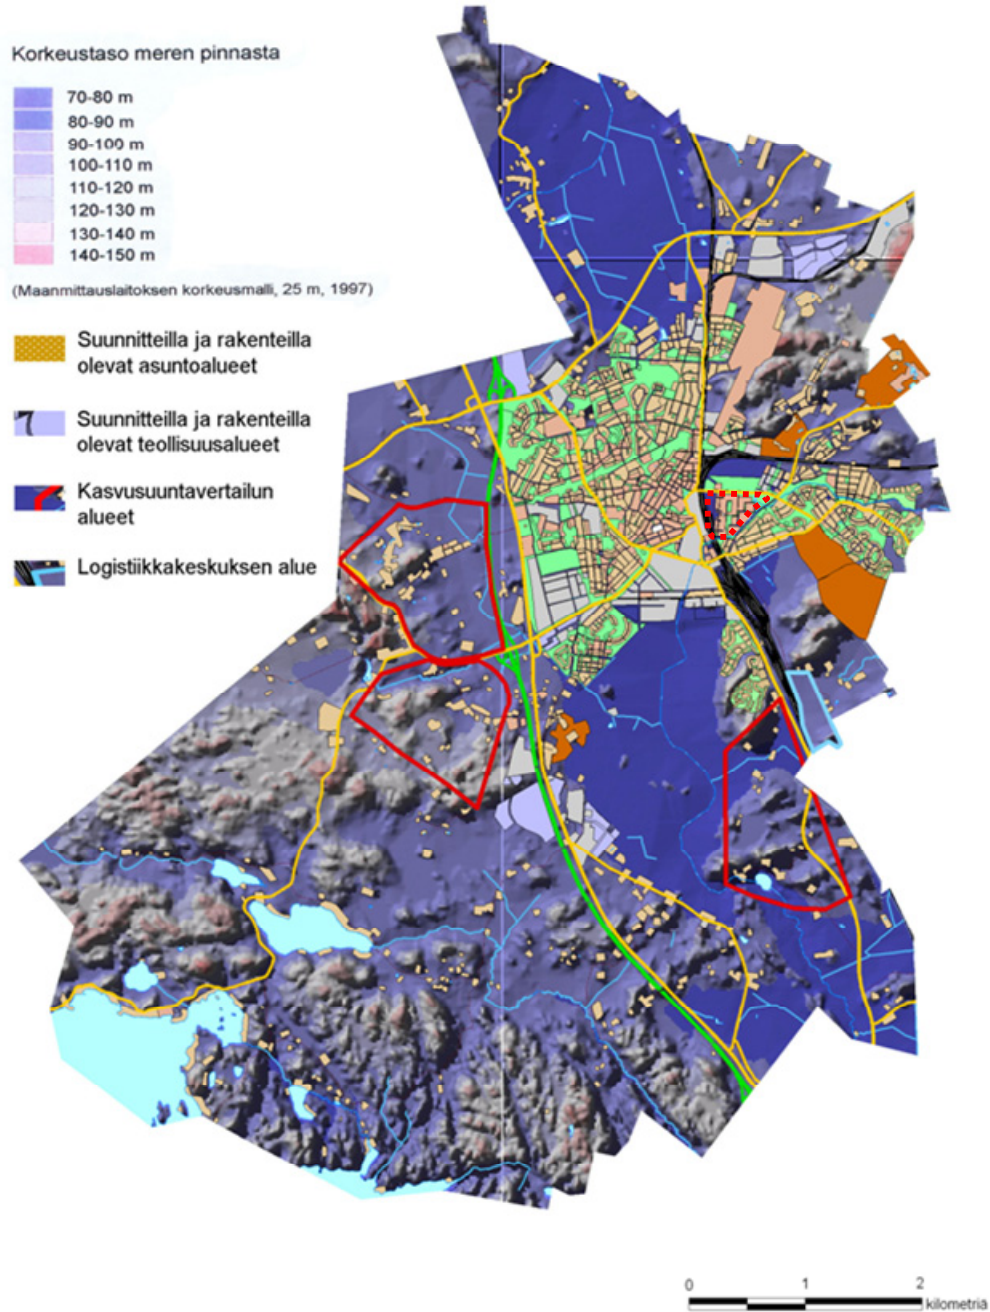 Korkeustaso meren pinnasta
70-80 m
80-90 m
90-100 m
100-110 m
110-120 m
120-130 m
130-140 m
140-150 m
(Maanmittauslaitoksen korkeusmalli, 25 m, 1997)
Suunnitteilla ja rakenteilla
olevat asuntoalueet
Suunnitteilla ja rakenteilla
olevat teollisuusalueet
Kasvusuuntavertailun
alueet
Logistiikkakeskuksen alue
0 1 2
kilometriä